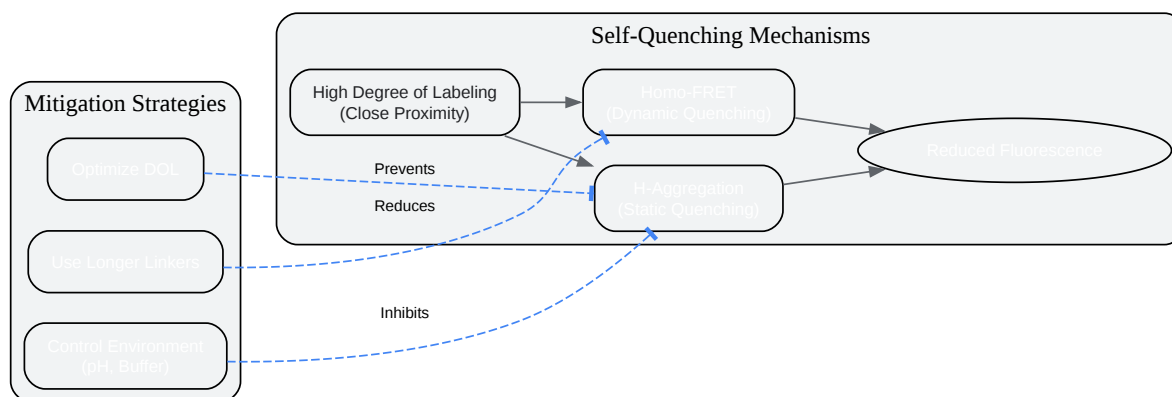 Self-Quenching Mechanisms
High Degree of Labeling
(Close Proximity)
Homo-FRET
(Dynamic Quenching)
Reduced Fluorescence
H-Aggregation
(Static Quenching)
Mitigation Strategies
Optimize DOL
Use Longer Linkers
Control Environment
(pH, Buffer)
Prevents
Reduces
Inhibits